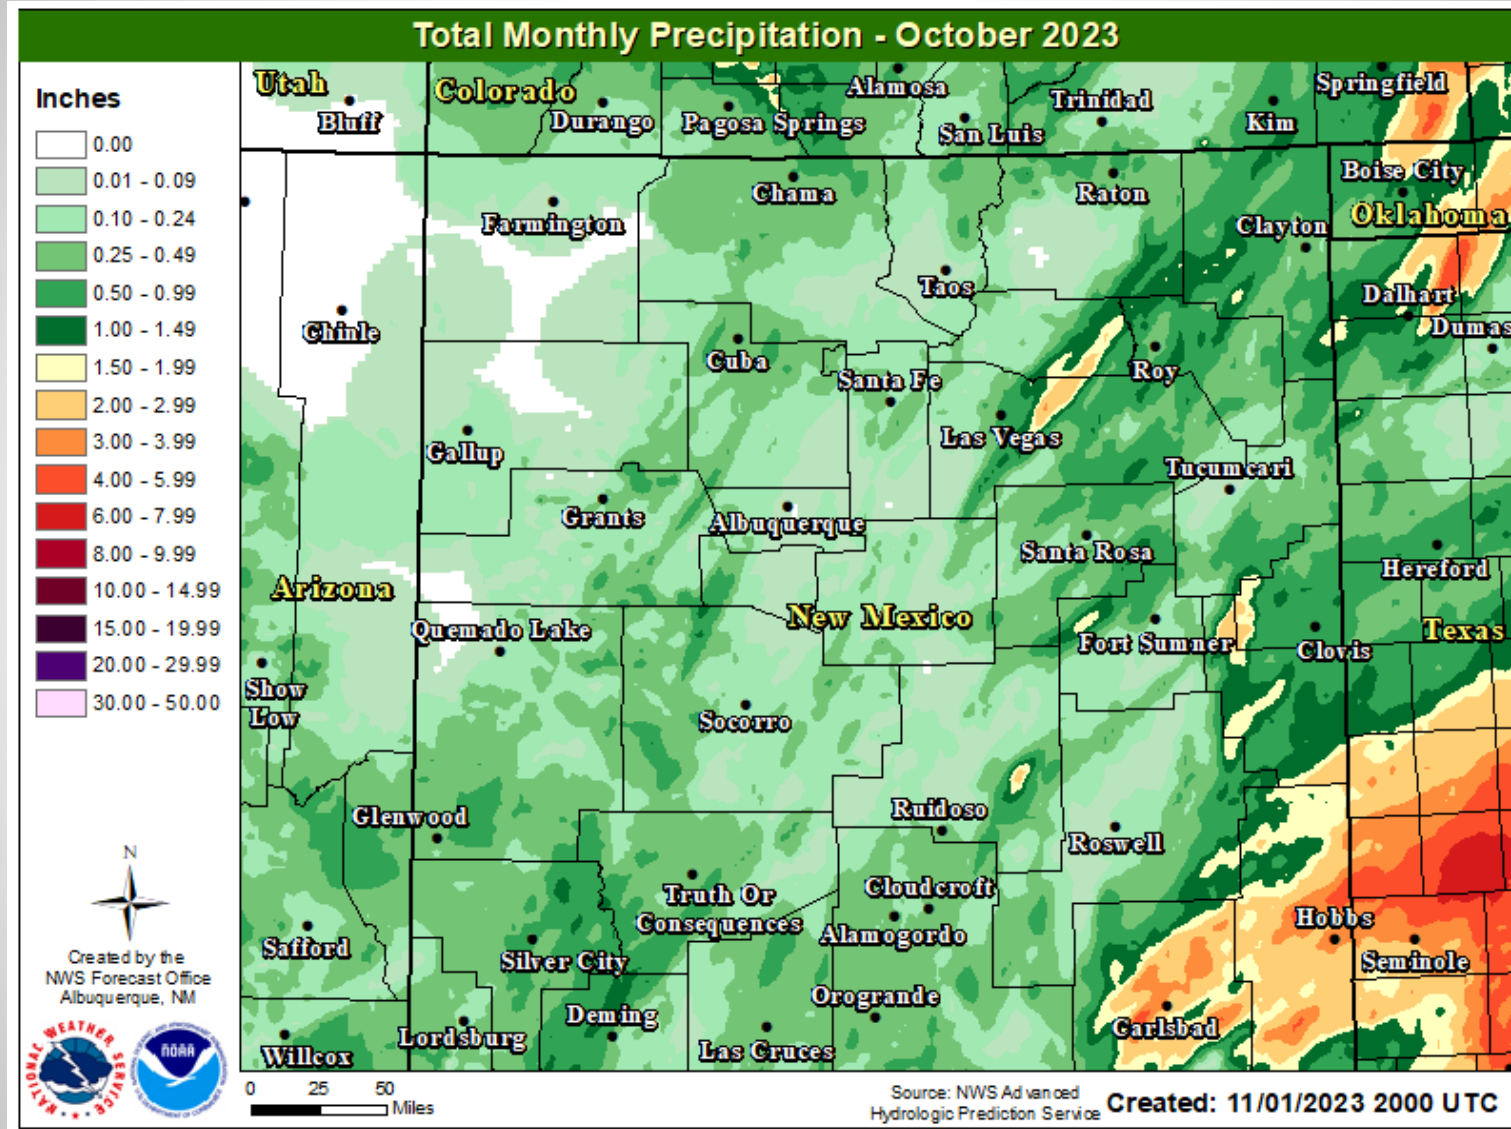 Total Monthly Precipitation - October 2023
Inches
0.00
0.01 - 0.09
0.10 - 0.24
0.25 - 0.49
0.50 - 0.99
1.00 - 1.49
1.50 - 1.99
2.00 - 2.99
3.00 - 3.99
4.00 - 5.99
6.00 - 7.99
8.00 - 9.99
10.00 - 14.99
15.00 - 19.99
20.00 - 29.99
30.00 - 50.00
N
Created by the
NWS Forecast Office
Albuquerque, NM
NATIONAL WEATHER SERVICE
NOAA
Utah
Colorado
Bluff
Durango
Pagosa Springs
Alamosa
San Luis
Trinidad
Kim
Springfield
Boise City
Oklahoma
Chama
Raton
Farmington
Clayton
Taos
Dalhart
Dumas
Chinle
Cuba
Santa Fe
Roy
Las Vegas
Gallup
Tucumcari
Grants
Albuquerque
Santa Rosa
Hereford
Arizona
New Mexico
Quemado Lake
Fort Sumner
Clovis
Texas
Show
Low
Socorro
Glenwood
Ruidoso
Roswell
Truth Or
Consequences
Cloudcroft
Alamogordo
Hobbs
Seminole
Safford
Silver City
Orogrande
Deming
Carlsbad
Lordsburg
Las Cruces
Willcox
0 25 50
Miles
Source: NWS Advanced
Hydrologic Prediction Service
Created: 11/01/2023 2000 UTC